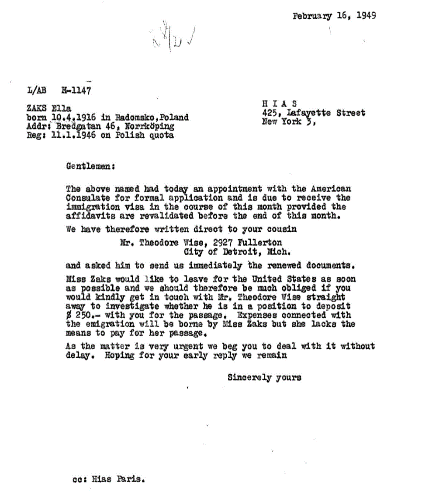 February 16, 1949
L/AB H-1147
ZAKS Ella
born 10.4.1916 in Radomsko, Poland
Addr: Bredgatan 46, Norrköping
Reg: 11.1.1946 on Polish quota
H I A S
425, Lafayette Street
New York 3,
Gentlemen:
The above named had today an appointment with the American
Consulate for formal application and is due to receive the
immigration visa in the course of this month provided the
affidavits are revalidated before the end of this month.
We have therefore written direct to your cousin
Mr. Theodore Wise, 2927 Fullerton
City of Detroit, Mich.
and asked him to send us immediately the renewed documents.
Miss Zaks would like to leave for the United States as soon
as possible and we should therefore be much obliged if you
would kindly get in touch with Mr. Theodore Wise straight
away to investigate whether he is in a position to deposit
$ 250.- with you for the passage. Expenses connected with
the emigration will be borne by Miss Zaks but she lacks the
means to pay for her passage.
As the matter is very urgent we beg you to deal with it without
delay. Hoping for your early reply we remain
Sincerely yours
cc: Hias Paris.